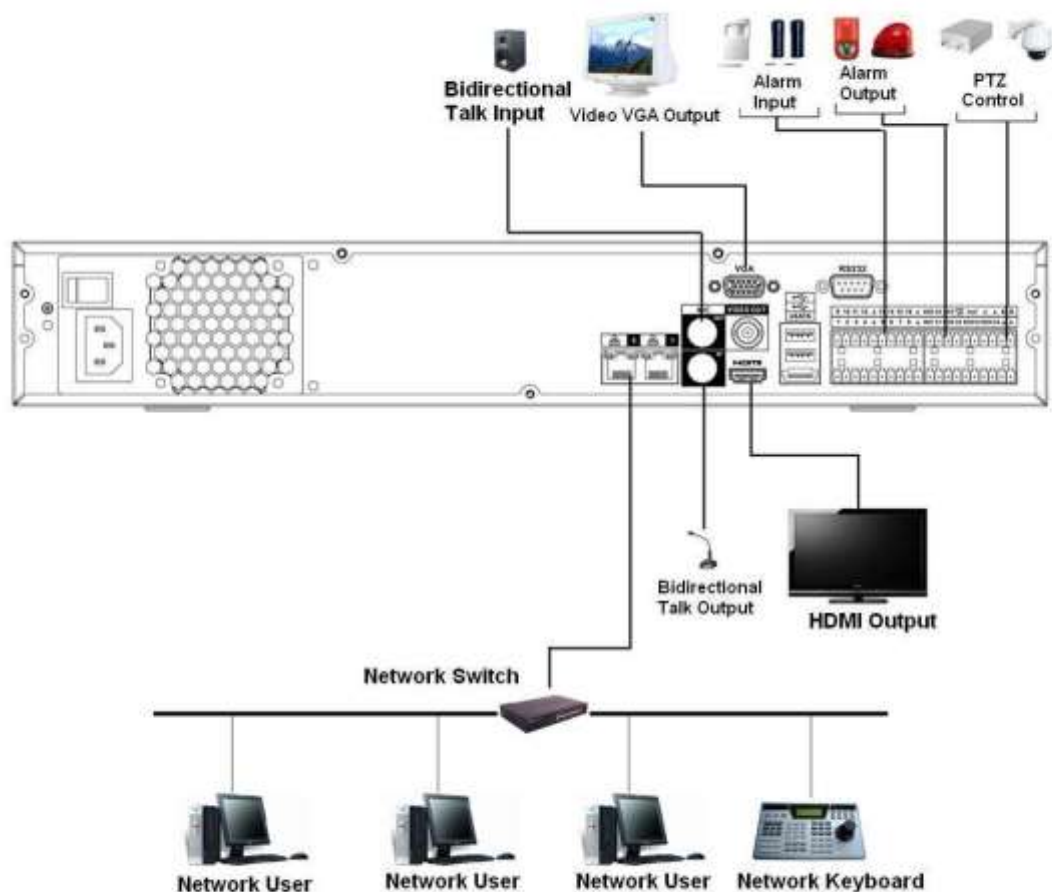 Bidirectional
Talk Input
Video VGA Output
Alarm
Input
Alarm
Output
PTZ
Control
VGA
RS232
VIDEO OUT
HDMI
Bidirectional
Talk Output
HDMI Output
Network Switch
Network User
Network User
Network User
Network Keyboard